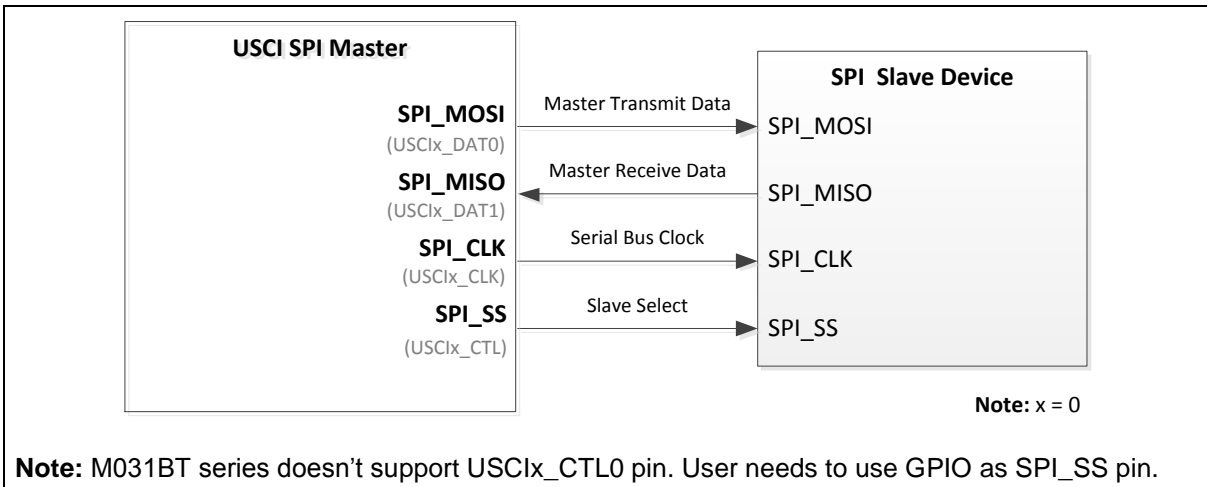 USCI SPI Master
SPI_MOSI
(USCIx_DAT0)
SPI_MISO
(USCIx_DAT1)
SPI_CLK
(USCIx_CLK)
SPI_SS
(USCIx_CTL)
Master Transmit Data
Master Receive Data
Serial Bus Clock
Slave Select
SPI Slave Device
SPI_MOSI
SPI_MISO
SPI_CLK
SPI_SS
Note: x = 0
Note: M031BT series doesn’t support USCIx_CTL0 pin. User needs to use GPIO as SPI_SS pin.